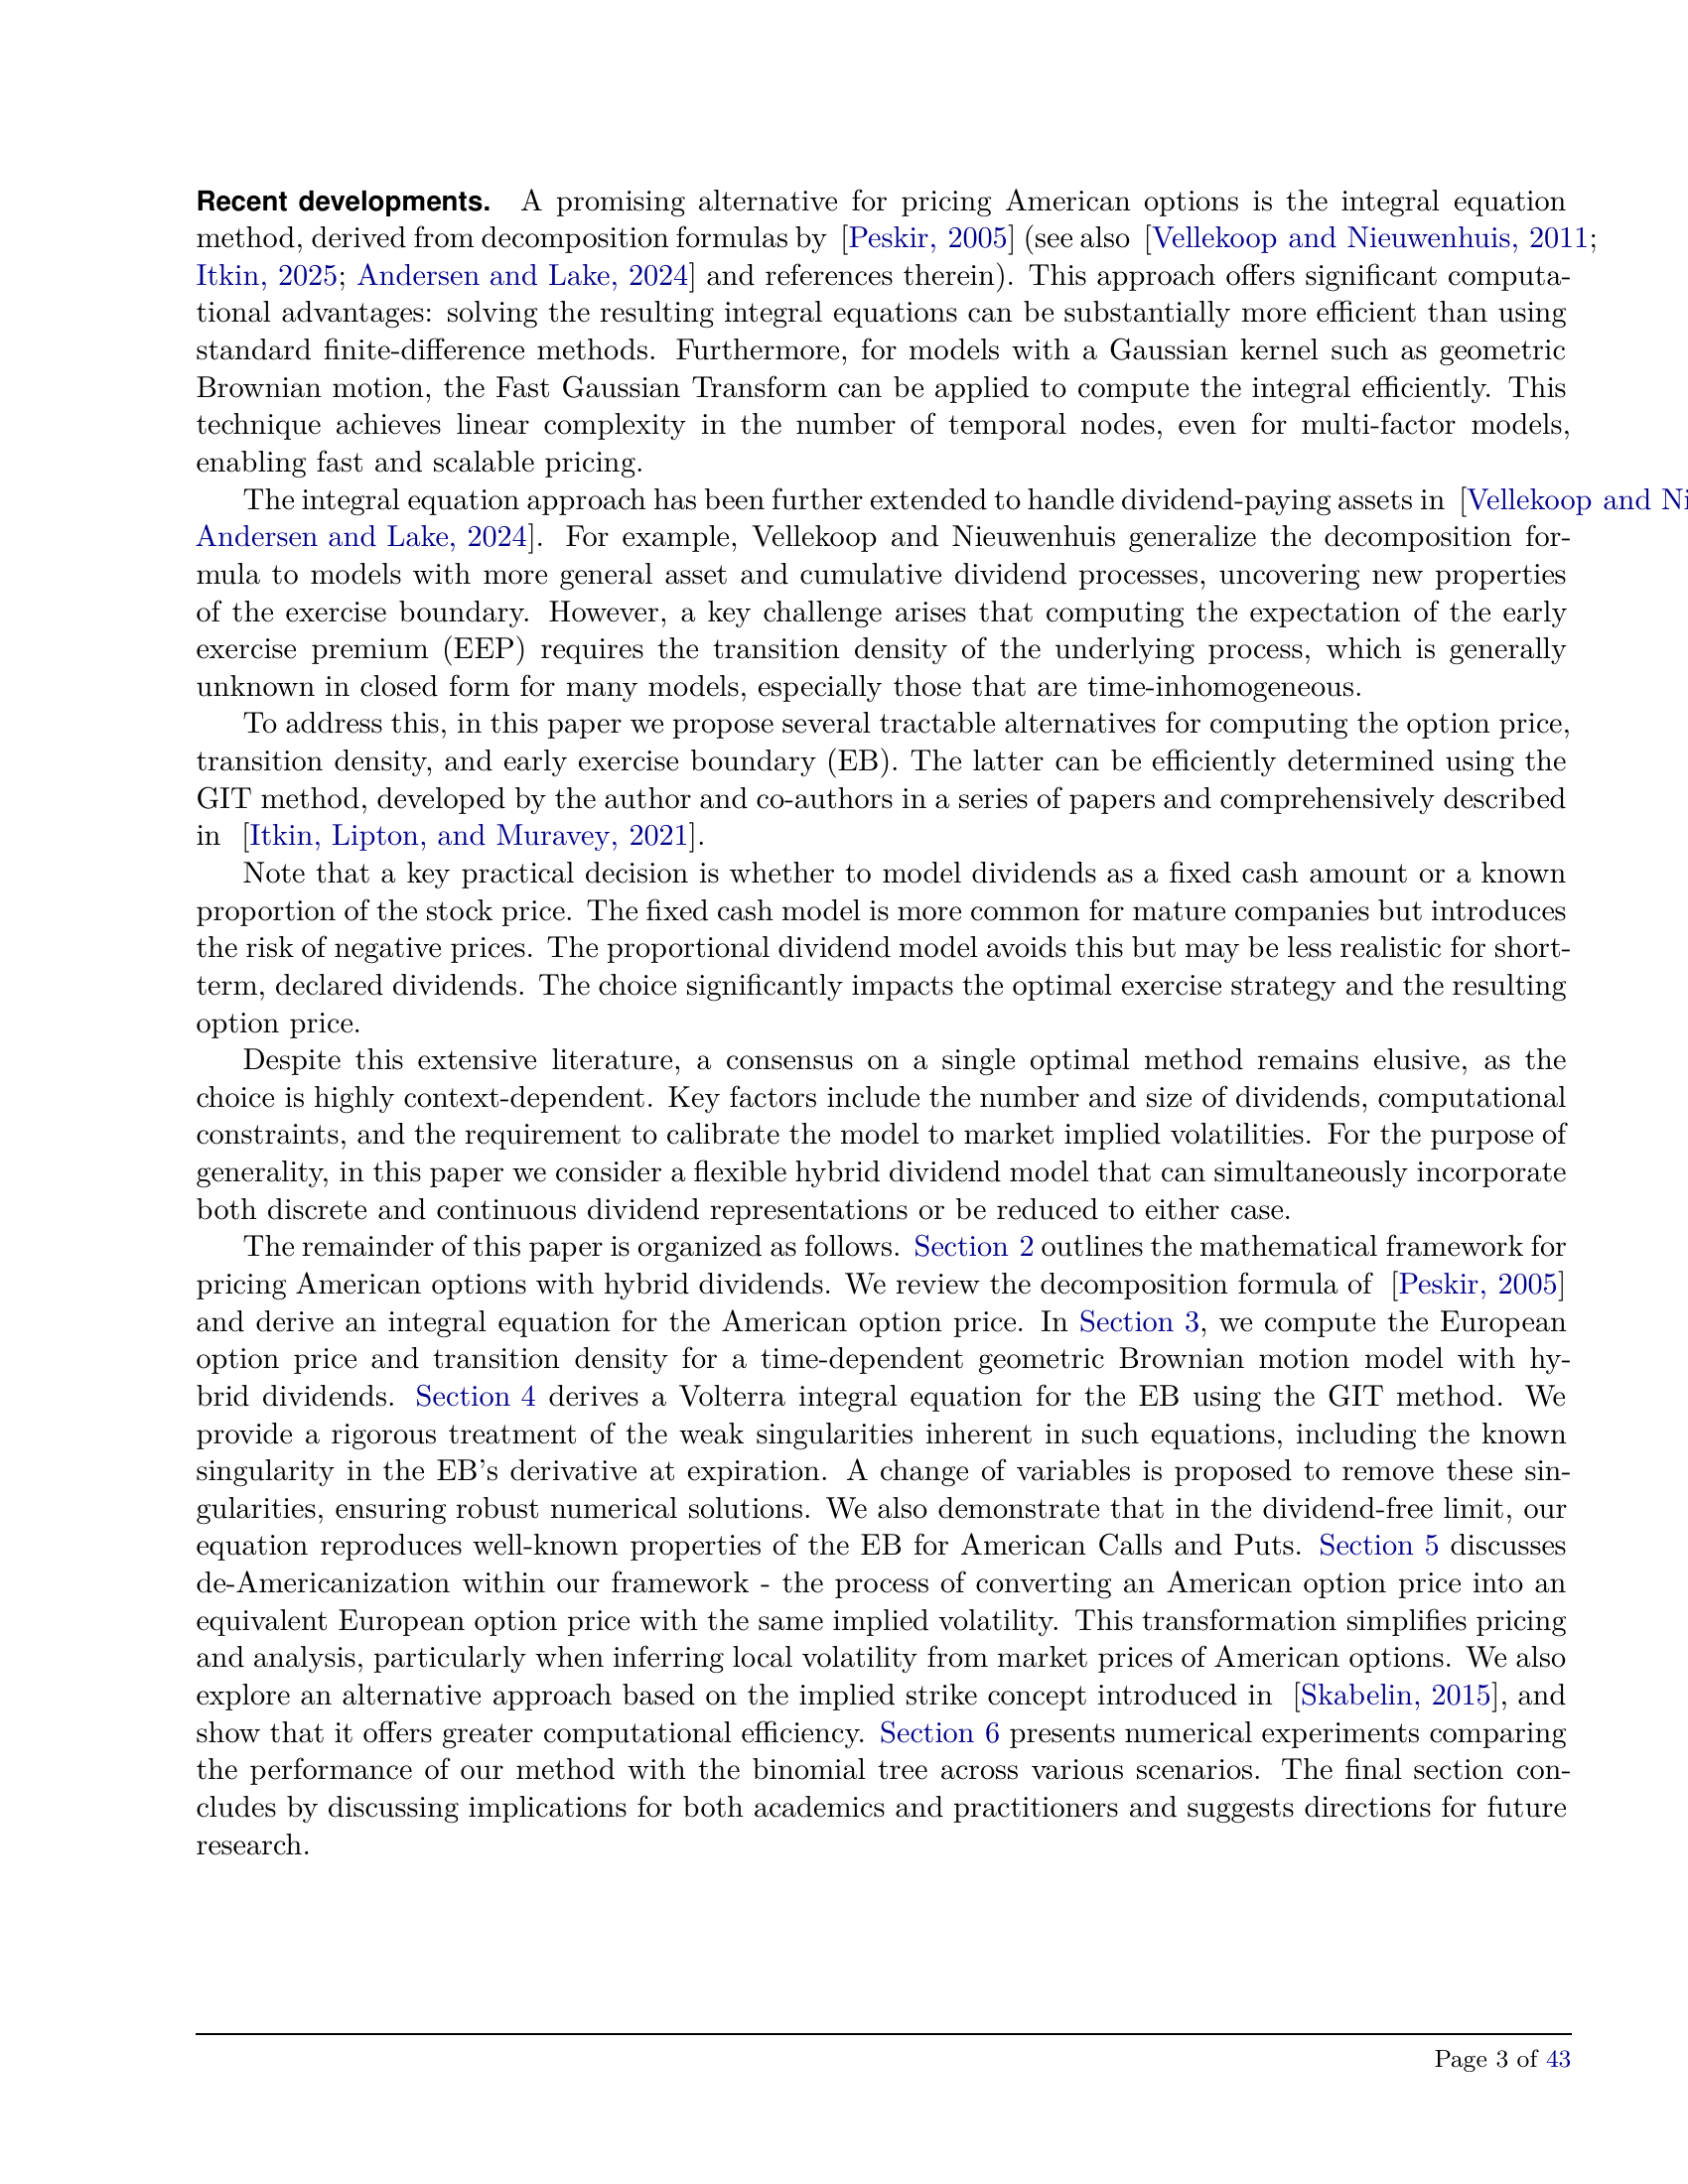 Recent developments. A promising alternative for pricing American options is the integral equation
method, derived from decomposition formulas by [Peskir, 2005] (see also [Vellekoop and Nieuwenhuis, 2011;
Itkin, 2025; Andersen and Lake, 2024] and references therein). This approach offers significant computa-
tional advantages: solving the resulting integral equations can be substantially more efficient than using
standard finite-difference methods. Furthermore, for models with a Gaussian kernel such as geometric
Brownian motion, the Fast Gaussian Transform can be applied to compute the integral efficiently. This
technique achieves linear complexity in the number of temporal nodes, even for multi-factor models,
enabling fast and scalable pricing.
The integral equation approach has been further extended to handle dividend-paying assets in [Vellekoop and Ni
Andersen and Lake, 2024]. For example, Vellekoop and Nieuwenhuis generalize the decomposition for-
mula to models with more general asset and cumulative dividend processes, uncovering new properties
of the exercise boundary. However, a key challenge arises that computing the expectation of the early
exercise premium (EEP) requires the transition density of the underlying process, which is generally
unknown in closed form for many models, especially those that are time-inhomogeneous.
To address this, in this paper we propose several tractable alternatives for computing the option price,
transition density, and early exercise boundary (EB). The latter can be efficiently determined using the
GIT method, developed by the author and co-authors in a series of papers and comprehensively described
in [Itkin, Lipton, and Muravey, 2021].
Note that a key practical decision is whether to model dividends as a fixed cash amount or a known
proportion of the stock price. The fixed cash model is more common for mature companies but introduces
the risk of negative prices. The proportional dividend model avoids this but may be less realistic for short-
term, declared dividends. The choice significantly impacts the optimal exercise strategy and the resulting
option price.
Despite this extensive literature, a consensus on a single optimal method remains elusive, as the
choice is highly context-dependent. Key factors include the number and size of dividends, computational
constraints, and the requirement to calibrate the model to market implied volatilities. For the purpose of
generality, in this paper we consider a flexible hybrid dividend model that can simultaneously incorporate
both discrete and continuous dividend representations or be reduced to either case.
The remainder of this paper is organized as follows. Section 2 outlines the mathematical framework for
pricing American options with hybrid dividends. We review the decomposition formula of [Peskir, 2005]
and derive an integral equation for the American option price. In Section 3, we compute the European
option price and transition density for a time-dependent geometric Brownian motion model with hy-
brid dividends. Section 4 derives a Volterra integral equation for the EB using the GIT method. We
provide a rigorous treatment of the weak singularities inherent in such equations, including the known
singularity in the EB's derivative at expiration. A change of variables is proposed to remove these sin-
gularities, ensuring robust numerical solutions. We also demonstrate that in the dividend-free limit, our
equation reproduces well-known properties of the EB for American Calls and Puts. Section 5 discusses
de-Americanization within our framework - the process of converting an American option price into an
equivalent European option price with the same implied volatility. This transformation simplifies pricing
and analysis, particularly when inferring local volatility from market prices of American options. We also
explore an alternative approach based on the implied strike concept introduced in [Skabelin, 2015], and
show that it offers greater computational efficiency. Section 6 presents numerical experiments comparing
the performance of our method with the binomial tree across various scenarios. The final section con-
cludes by discussing implications for both academics and practitioners and suggests directions for future
research.
Page 3 of 43